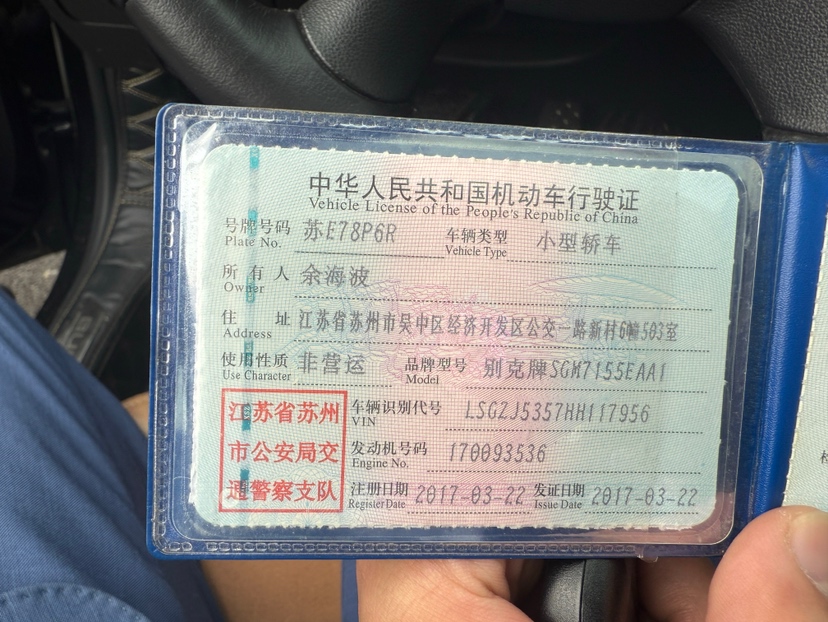 中华人民共和国机动车行驶证
Vehicle License of the People's Republic of China
号牌号码 苏E78P6R 车辆类型 小型轿车
Plate No. Vehicle Type
所有人 余海波
Owner
住址 江苏省苏州市吴中区经济开发区公交一路新村6幢503室
Address
使用性质 非营运 品牌型号 别克牌SGM7155EAA1
Use Character Model
江苏省苏州 车辆识别代号 LSGZJ5357HH117956
VIN
市公安局交 发动机号码 170093536
Engine No.
通警察支队 注册日期 2017-03-22 发证日期 2017-03-22
Register Date Issue Date